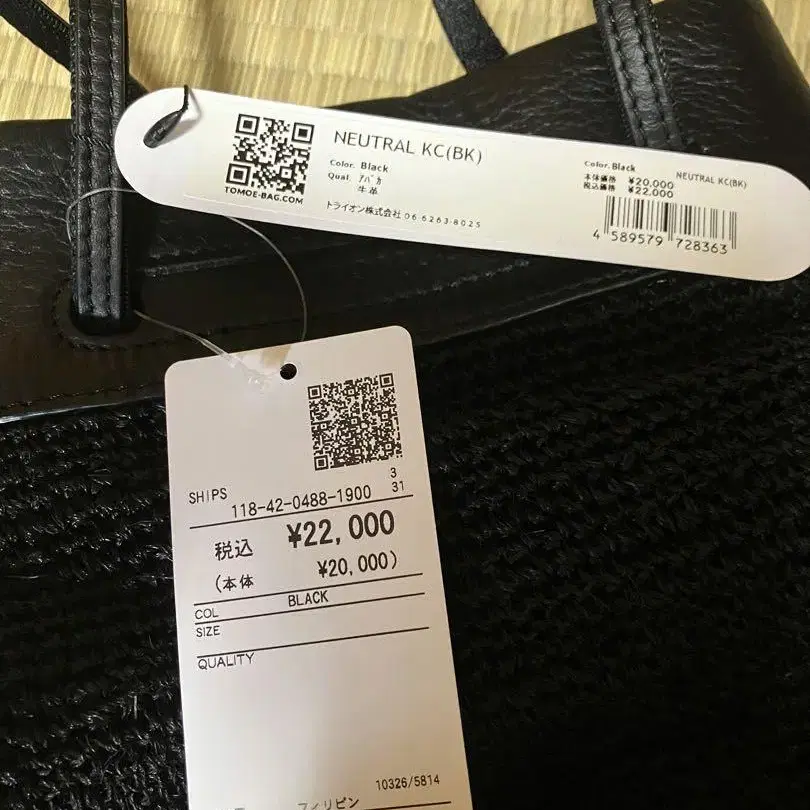 TOMOE-BAG.COM
NEUTRAL KC(BK)
Color. Black
Qual. アバカ
牛革
トライオン株式会社 06.6263-8025
Color. Black NEUTRAL KC(BK)
本体価格 ¥20,000
税込価格 ¥22,000
4 589579 728363
SHIPS
3
31
118-42-0488-1900
税込 ¥22,000
(本体 ¥20,000)
COL BLACK
SIZE
QUALITY
10326/5814
フィリピン